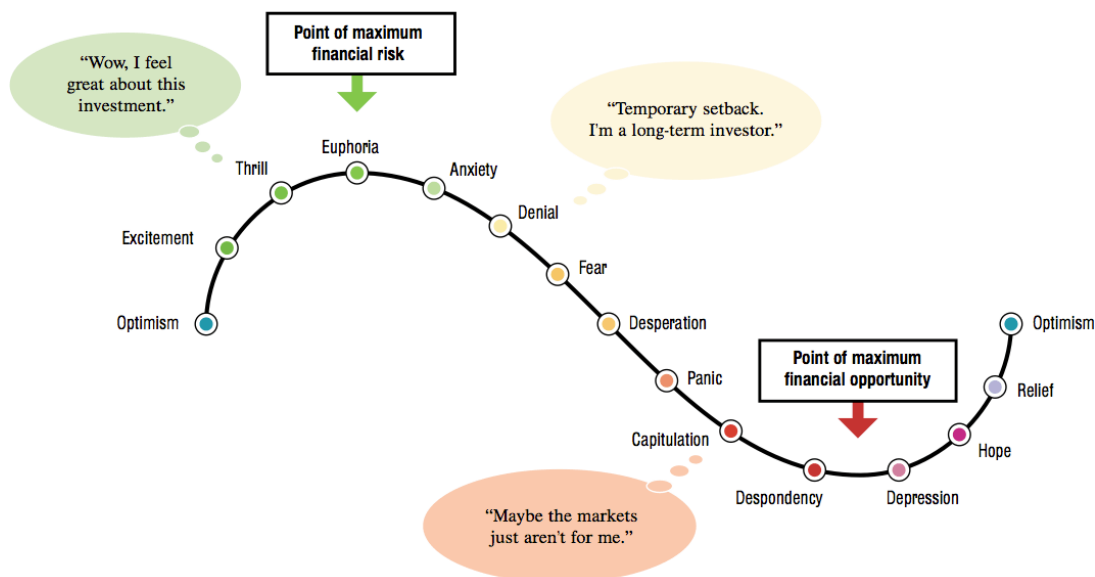 Point of maximum
financial risk
“Wow, I feel
great about this
investment.”
“Temporary setback.
I'm a long-term investor.”
Euphoria
Thrill
Anxiety
Denial
Excitement
Fear
Optimism
Desperation
Optimism
Point of maximum
financial opportunity
Panic
Relief
Capitulation
Hope
Despondency
Depression
“Maybe the markets
just aren't for me.”